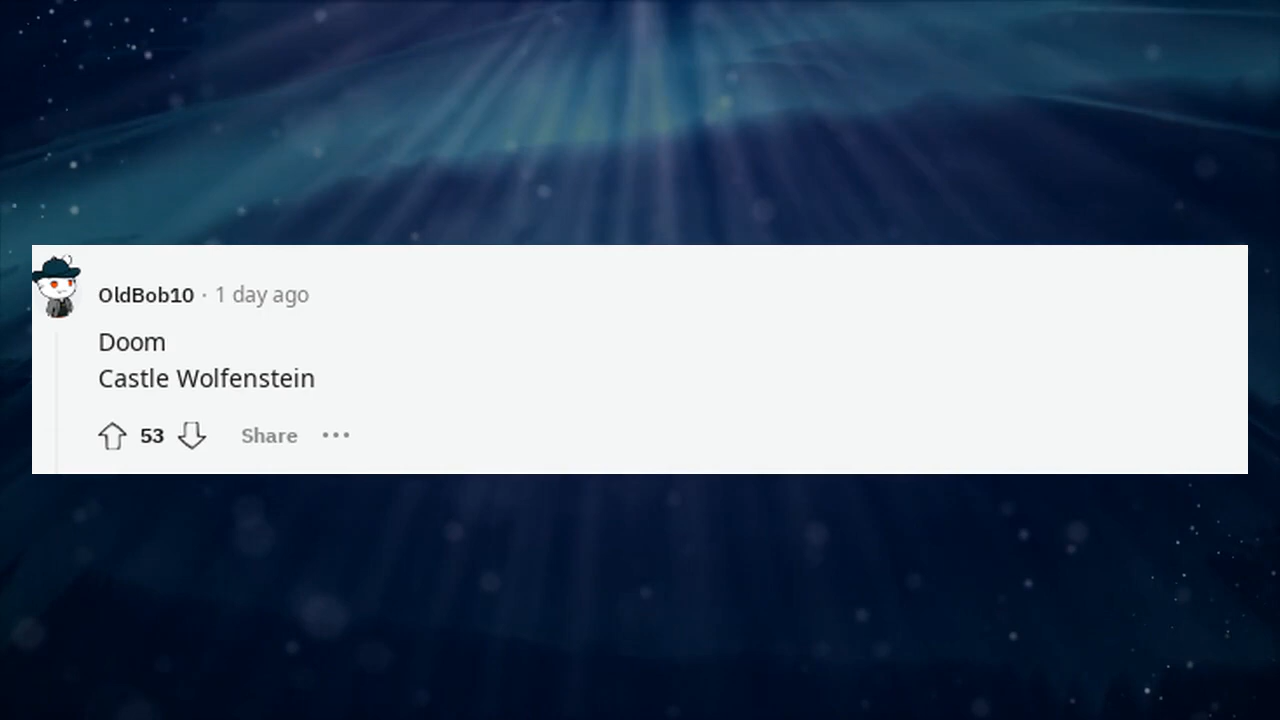 OldBob10 · 1 day ago
Doom
Castle Wolfenstein
53 Share •••